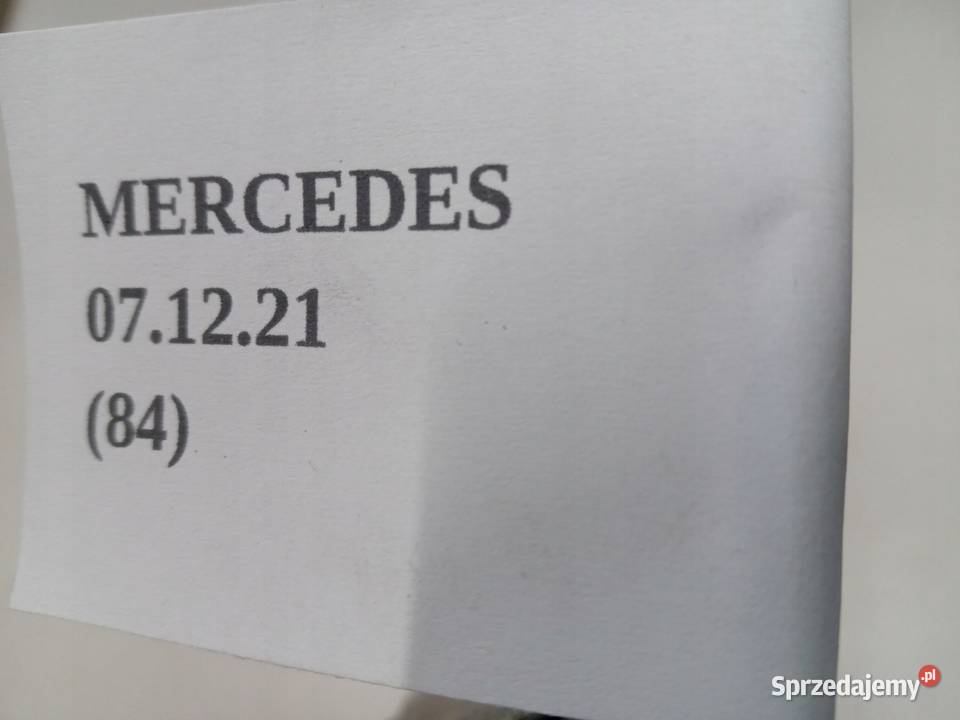 MERCEDES
07.12.21
(84)
Sprzedajemy.pl